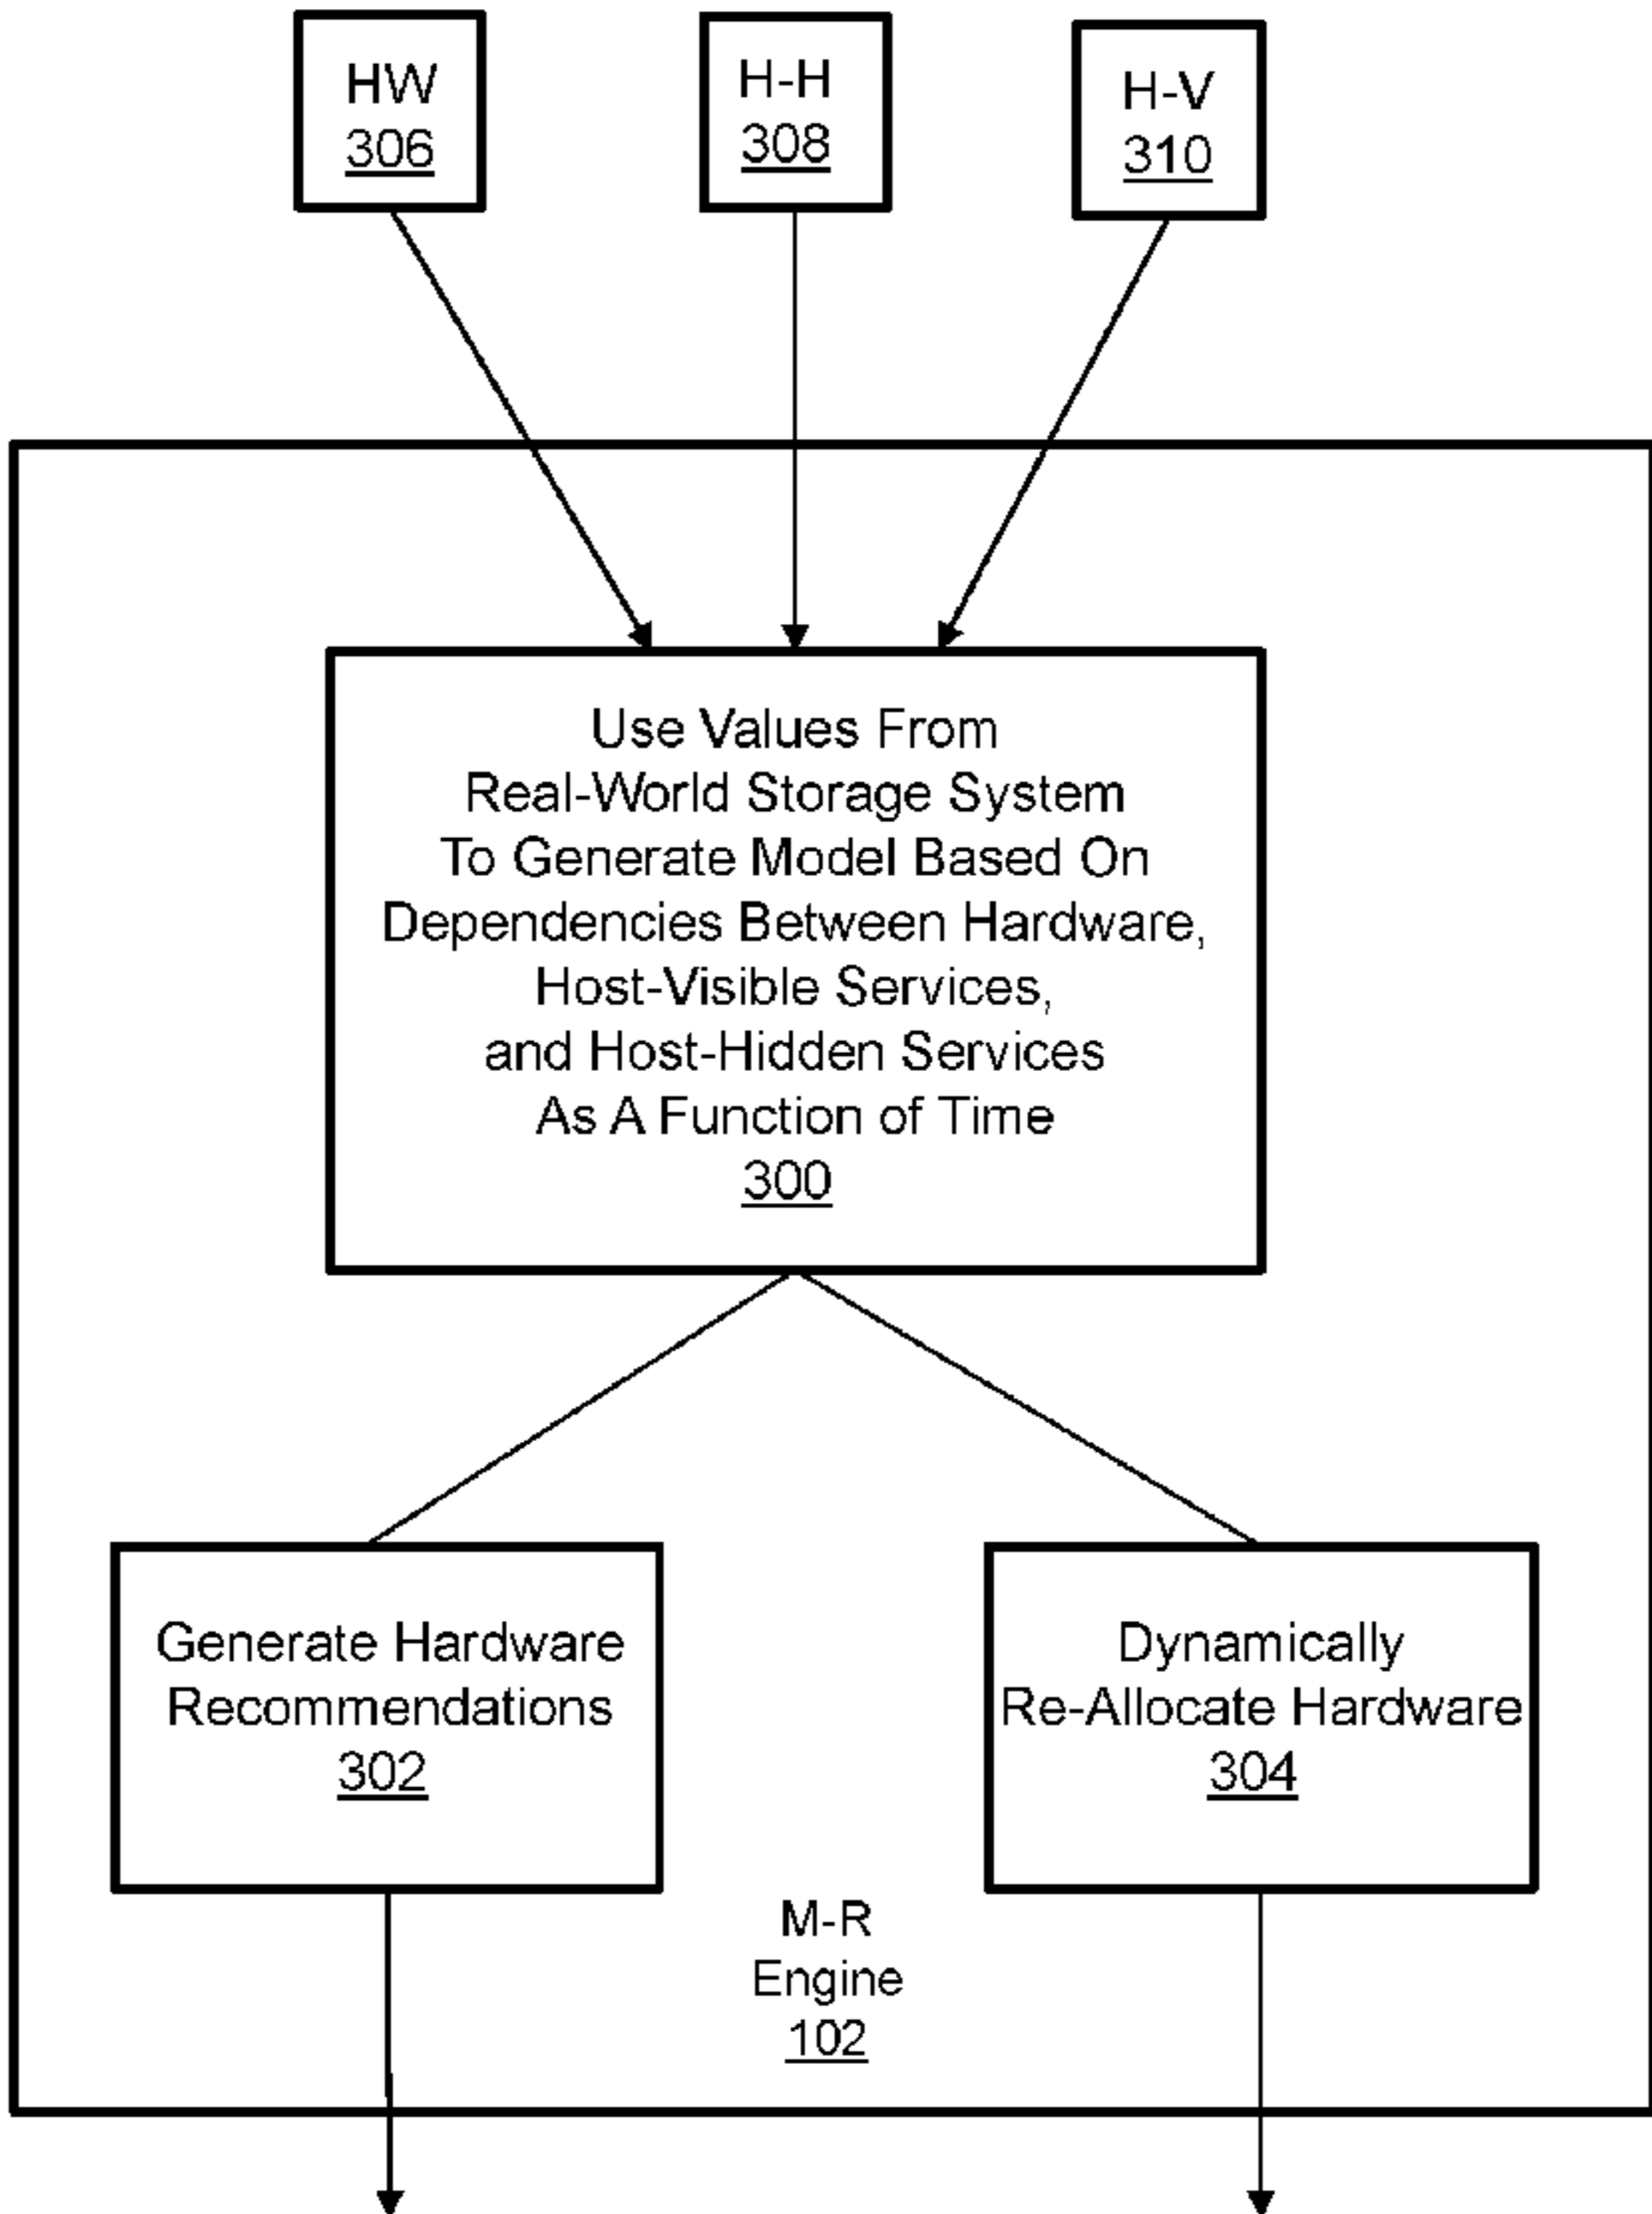 HW
306
H-H
308
H-V
310
Use Values From
Real-World Storage System
To Generate Model Based On
Dependencies Between Hardware,
Host-Visible Services,
and Host-Hidden Services
As A Function of Time
300
Generate Hardware
Recommendations
302
Dynamically
Re-Allocate Hardware
304
M-R
Engine
102